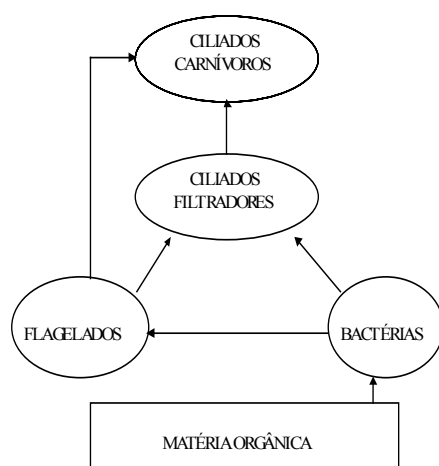 CILIADOS
CARNÍVOROS
CILIADOS
FILTRADORES
FLAGELADOS
BACTÉRIAS
MATÉRIA ORGÂNICA